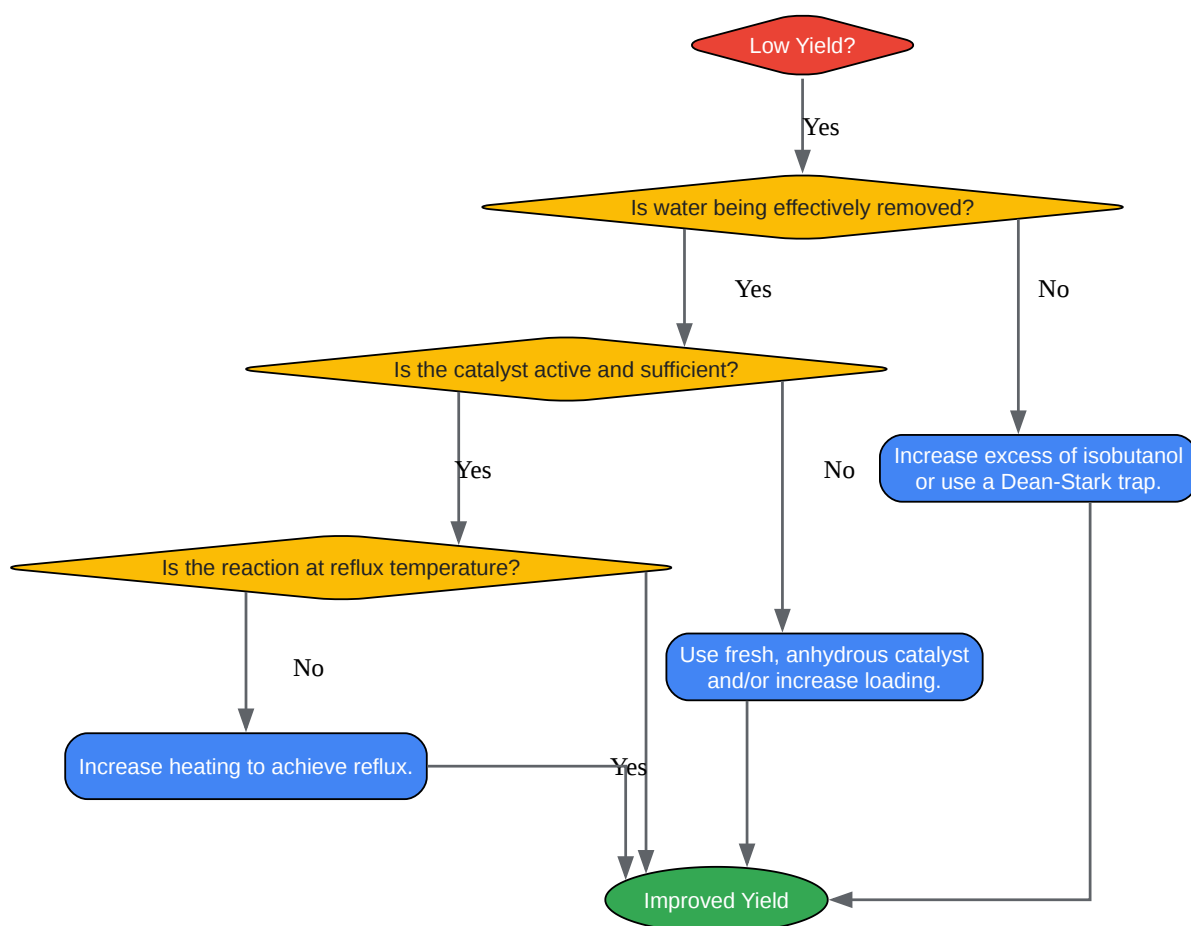 Low Yield?
Yes
Is water being effectively removed?
Yes
No
Is the catalyst active and sufficient?
Yes
No
Increase excess of isobutanol
or use a Dean-Stark trap.
Is the reaction at reflux temperature?
No
Use fresh, anhydrous catalyst
and/or increase loading.
Increase heating to achieve reflux.
Yes
Improved Yield